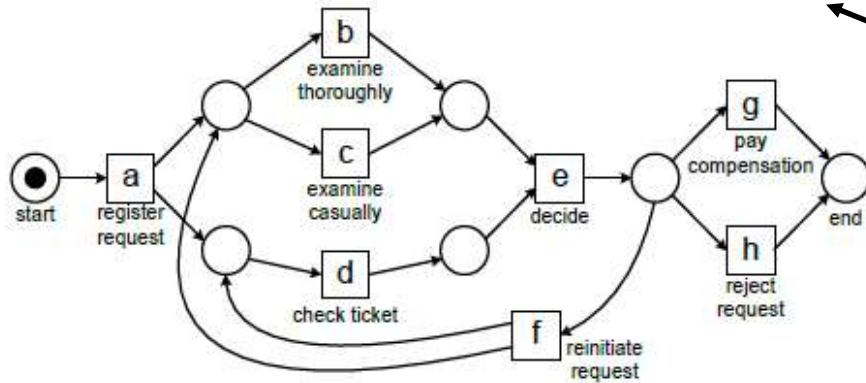 b
examine
thoroughly
g
pay
compensation
c
examine
casually
a
register
request
start
e
decide
end
h
reject
request
d
check ticket
f
reinitiate
request